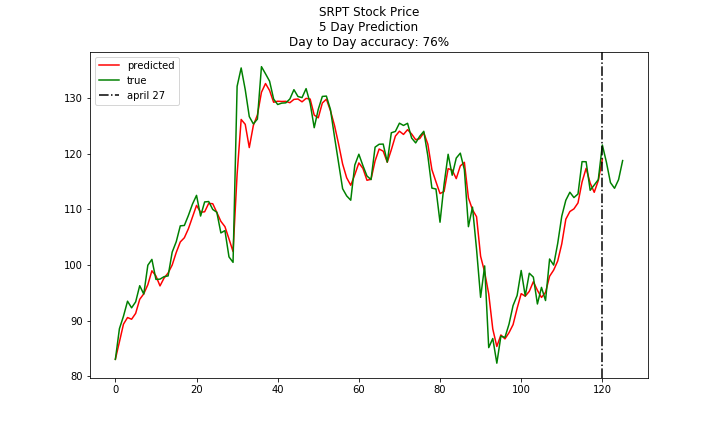 SRPT Stock Price
5 Day Prediction
Day to Day accuracy: 76%
predicted
true
april 27
130
120
110
100
90
80
0 20 40 60 80 100 120